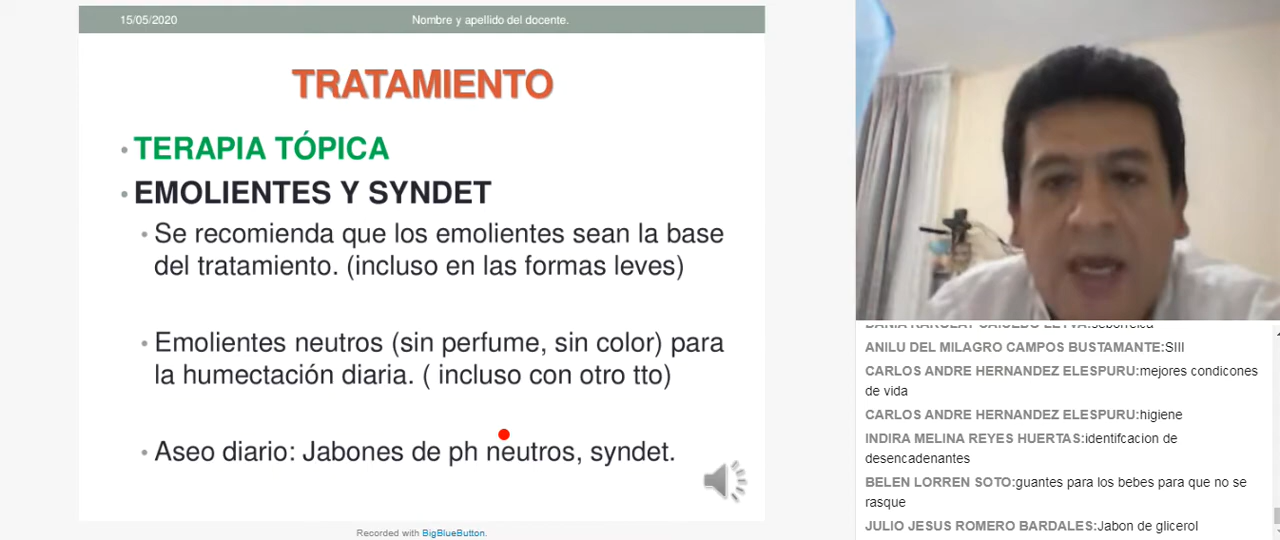 15/05/2020 Nombre y apellido del docente.
TRATAMIENTO
• TERAPIA TÓPICA
• EMOLIENTES Y SYNDET
• Se recomienda que los emolientes sean la base
del tratamiento. (incluso en las formas leves)
• Emolientes neutros (sin perfume, sin color) para
la humectación diaria. ( incluso con otro tto)
• Aseo diario: Jabones de ph neutros, syndet.
Recorded with BigBlueButton.
ANILU DEL MILAGRO CAMPOS BUSTAMANTE:SIII
CARLOS ANDRE HERNANDEZ ELESPURU:mejores condicones
de vida
CARLOS ANDRE HERNANDEZ ELESPURU:higiene
INDIRA MELINA REYES HUERTAS:identifcacion de
desencadenantes
BELEN LORREN SOTO:guantes para los bebes para que no se
rasque
JULIO JESUS ROMERO BARDALES:Jabon de glicerol